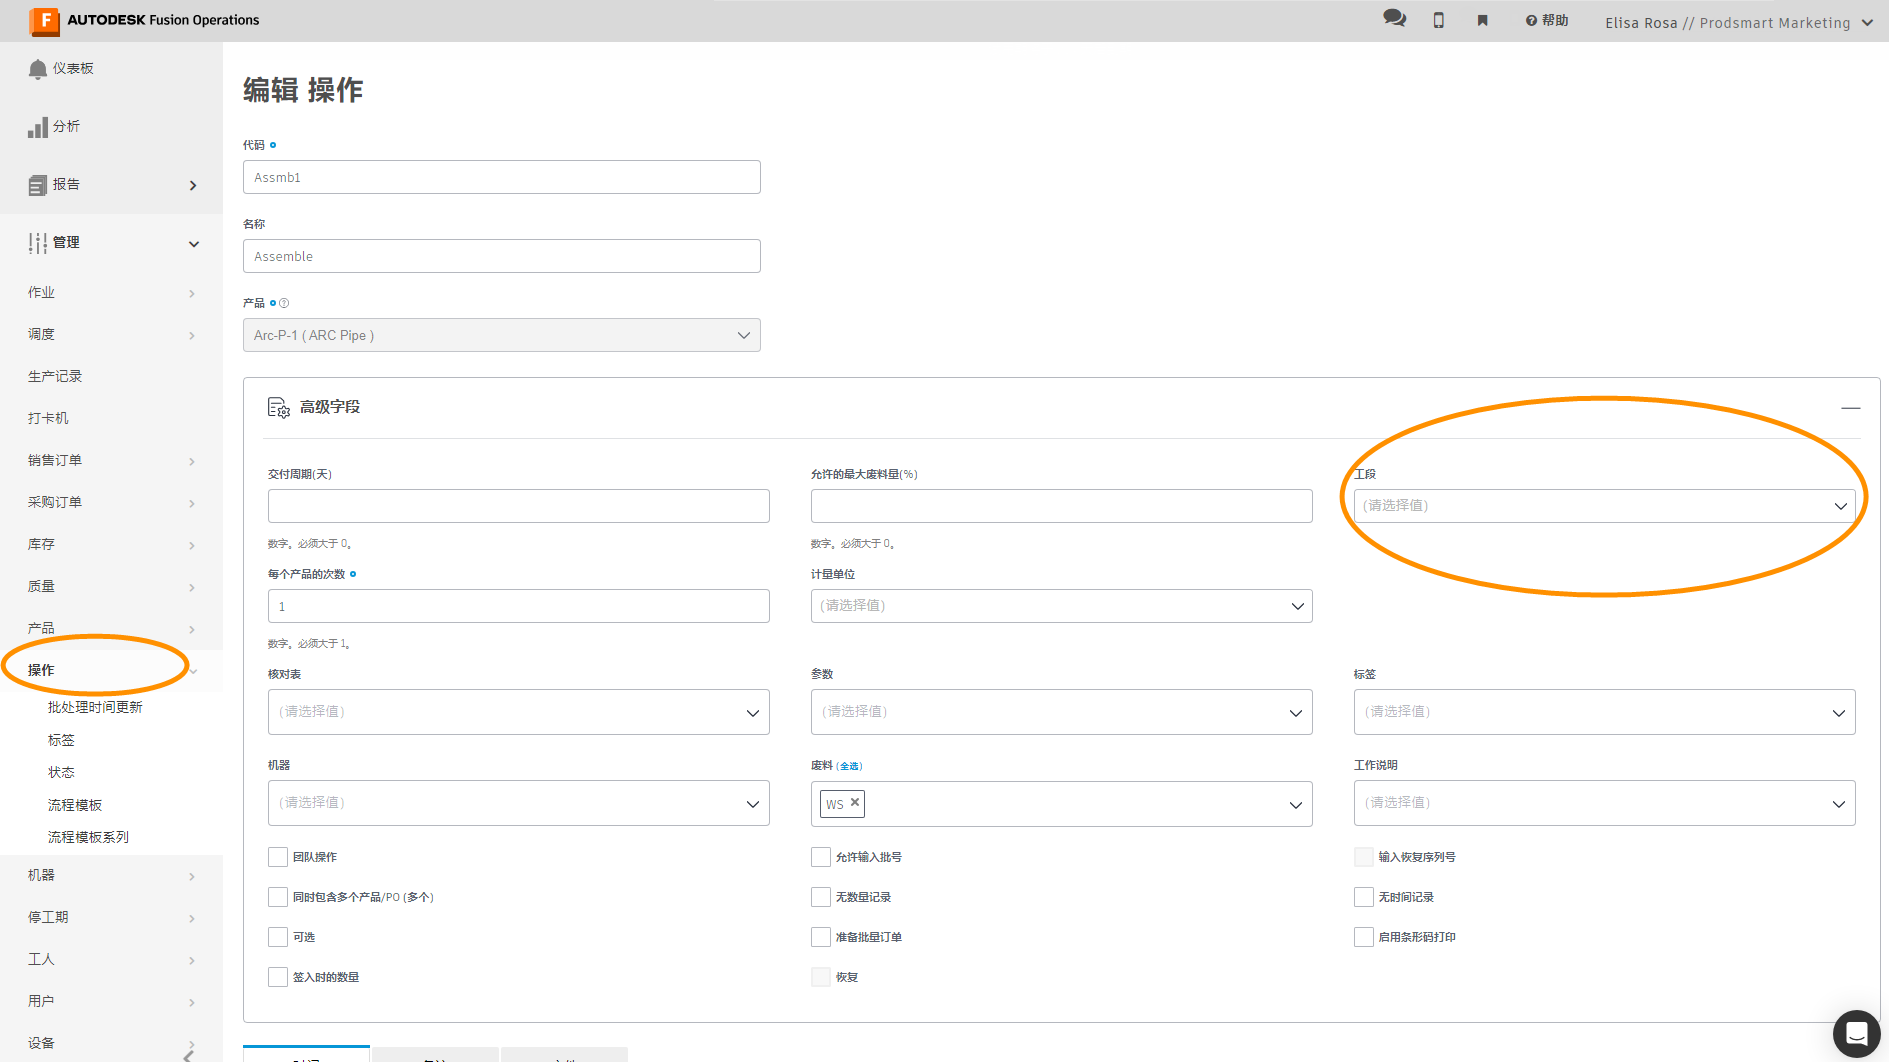 AUTODESK Fusion Operations
帮助
Elisa Rosa // Prodsmart Marketing
仪表板
分析
报告
管理
作业
调度
生产记录
打卡机
销售订单
采购订单
库存
质量
产品
操作
批处理时间更新
标签
状态
流程模板
流程模板系列
机器
停工期
工人
用户
设备
编辑 操作
代码
Assmb1
名称
Assemble
产品
Arc-P-1 ( ARC Pipe )
高级字段
交付周期(天)
数字。必须大于 0。
允许的最大废料量(%)
数字。必须大于 0。
工段
(请选择值)
每个产品的次数
1
数字。必须大于 1。
计量单位
(请选择值)
核对表
(请选择值)
参数
(请选择值)
标签
(请选择值)
机器
(请选择值)
废料 (全选)
WS
工作说明
(请选择值)
团队操作
允许输入批号
输入恢复序列号
同时包含多个产品/PO (多个)
无数量记录
无时间记录
可选
准备批量订单
启用条形码打印
签入时的数量
恢复